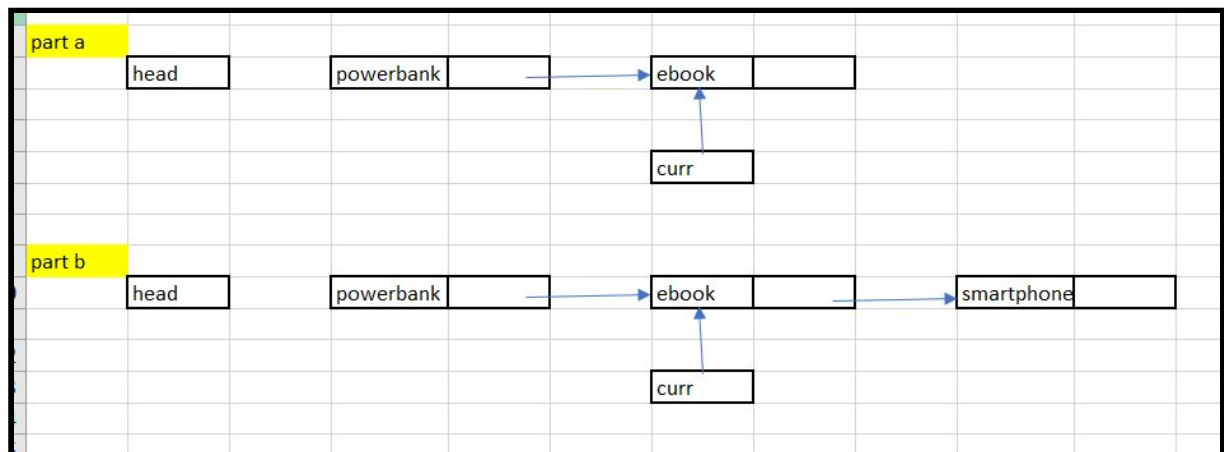 part a
head powerbank ebook
curr
part b
head powerbank ebook smartphone
curr